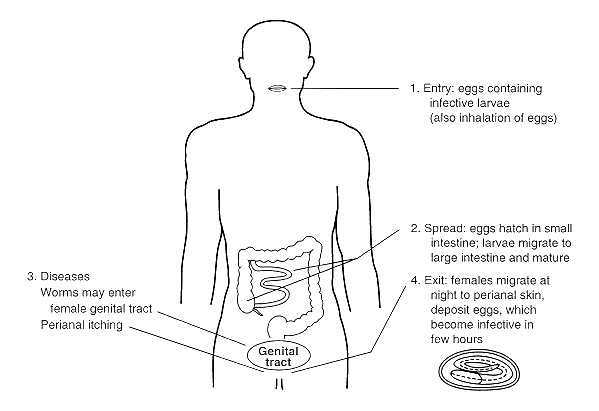 1. Entry: eggs containing
infective larvae
(also inhalation of eggs)
2. Spread: eggs hatch in small
intestine; larvae migrate to
large intestine and mature
3. Diseases
Worms may enter
female genital tract
Perianal itching
4. Exit: females migrate at
night to perianal skin,
deposit eggs, which
become infective in
few hours
Genital
tract